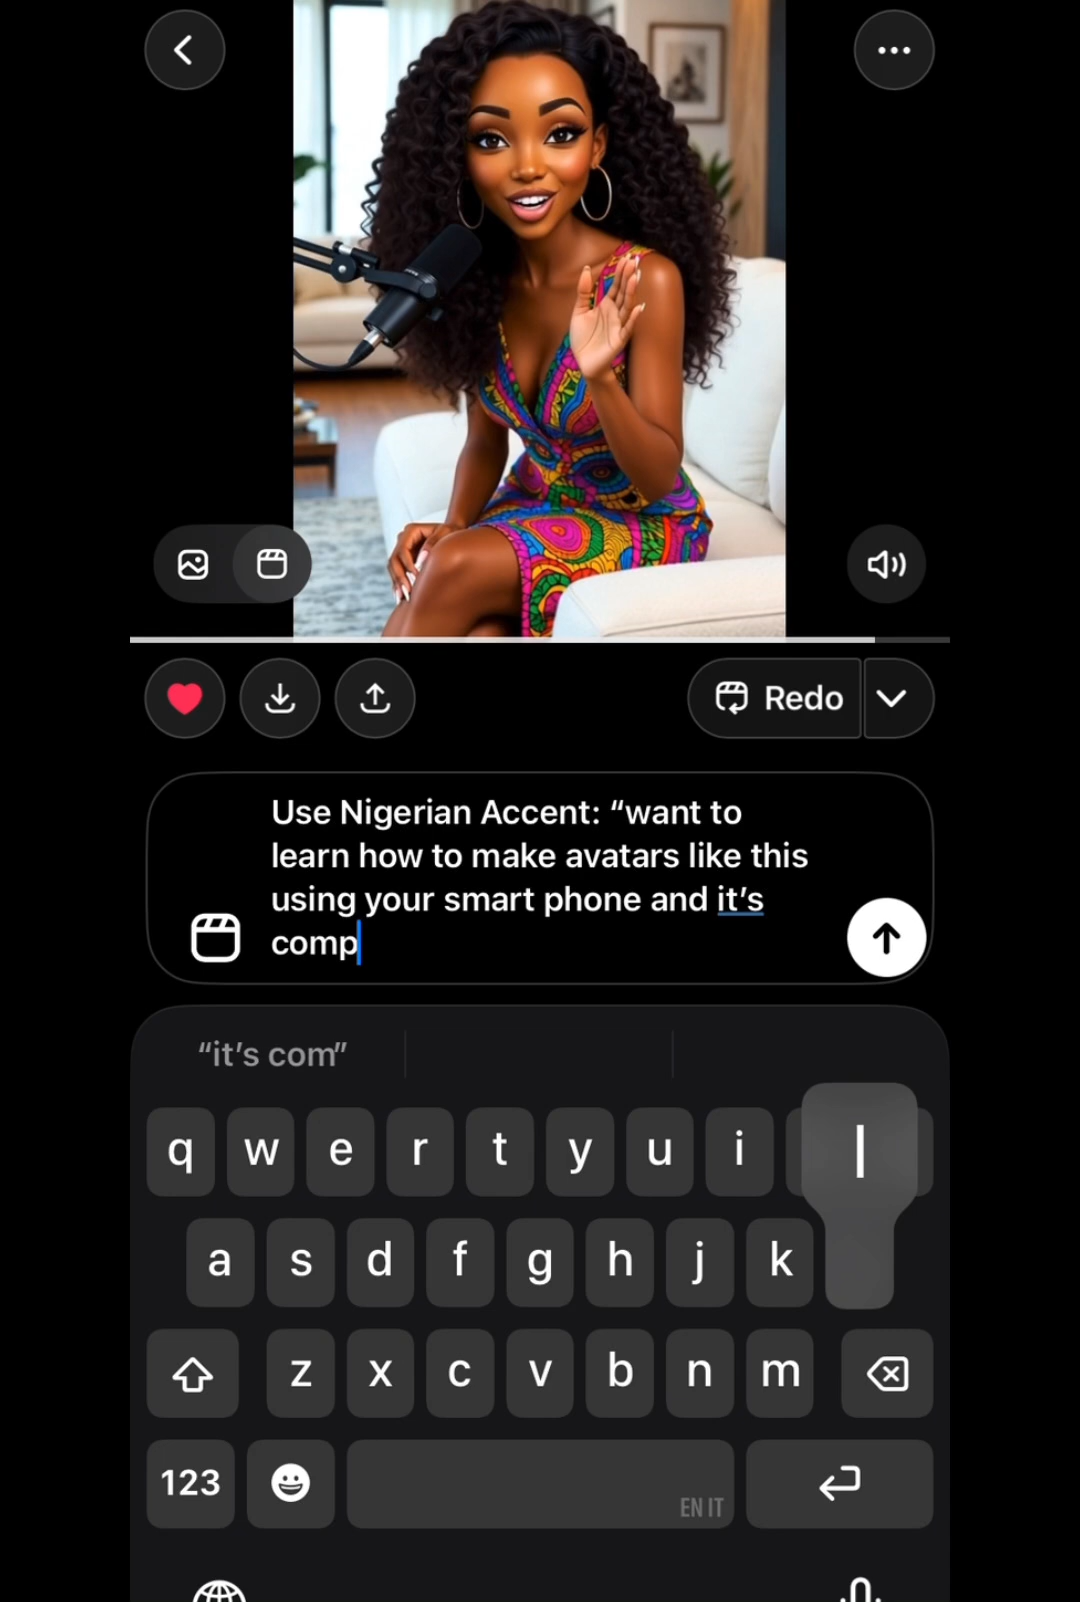 Redo
Use Nigerian Accent: “want to
learn how to make avatars like this
using your smart phone and it’s
comp
“it’s com”
q w e r t y u i
l
a s d f g h j k
z x c v b n m
123
EN IT